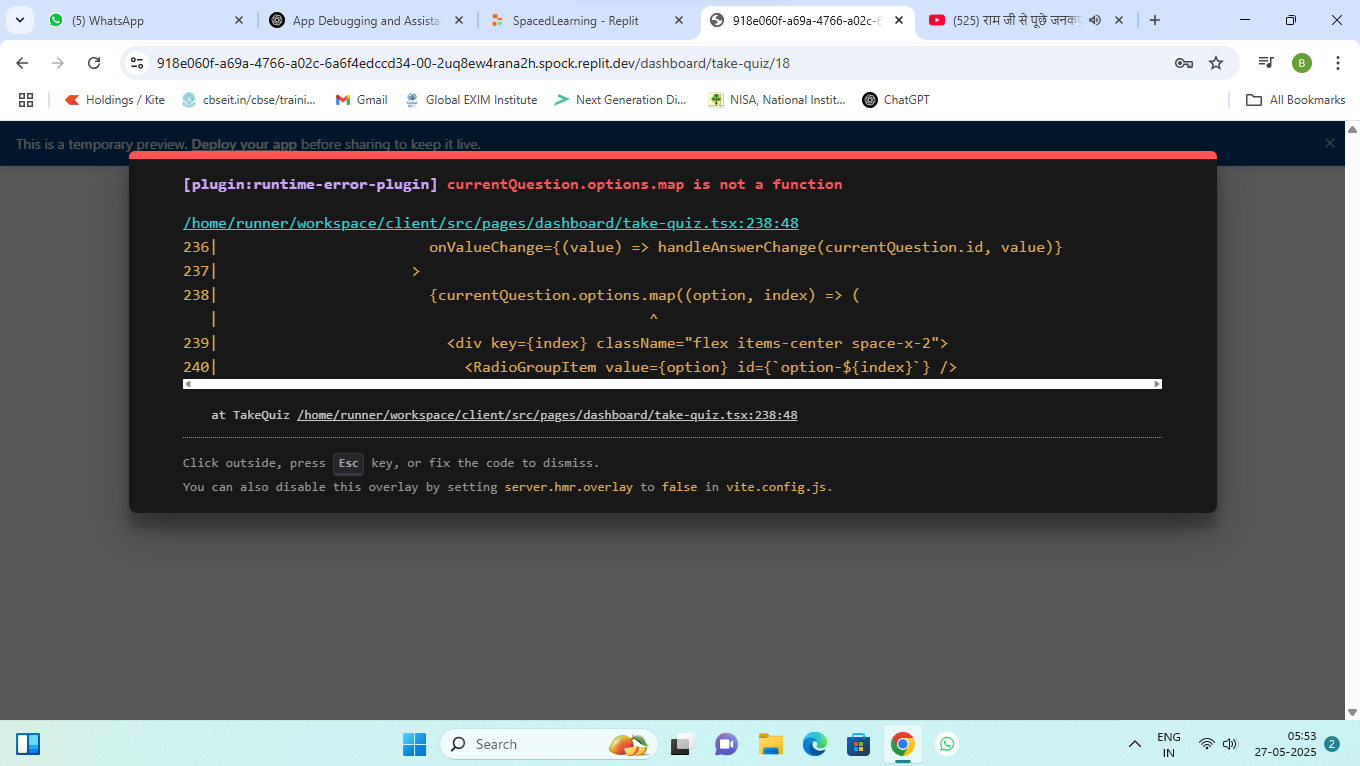 (5) WhatsApp
App Debugging and Assista
SpacedLearning - Replit
918e060f-a69a-4766-a02c-6
(525) राम जी से पूछे जनकपु
918e060f-a69a-4766-a02c-6a6f4edccd34-00-2uq8ew4rana2h.spock.replit.dev/dashboard/take-quiz/18
B
Holdings / Kite
cbseit.in/cbse/traini...
Gmail
Global EXIM Institute
Next Generation Di...
NISA, National Instit...
ChatGPT
All Bookmarks
This is a temporary preview. Deploy your app before sharing to keep it live.
[plugin:runtime-error-plugin] currentQuestion.options.map is not a function
/home/runner/workspace/client/src/pages/dashboard/take-quiz.tsx:238:48
236| onValueChange={(value) => handleAnswerChange(currentQuestion.id, value)}
237| >
238| {currentQuestion.options.map((option, index) => (
| ^
239| <div key={index} className="flex items-center space-x-2">
240| <RadioGroupItem value={option} id={`option-${index}`} />
at TakeQuiz /home/runner/workspace/client/src/pages/dashboard/take-quiz.tsx:238:48
Click outside, press Esc key, or fix the code to dismiss.
You can also disable this overlay by setting server.hmr.overlay to false in vite.config.js.
Search
ENG
IN
05:53
27-05-2025
2